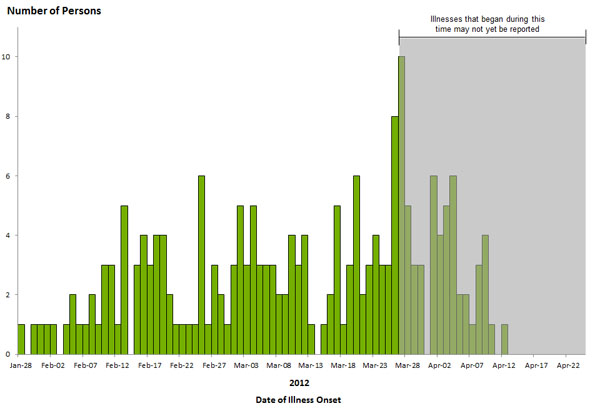 Number of Persons
Illnesses that began during this
time may not yet be reported
10
8
6
4
2
0
Jan-28 Feb-02 Feb-07 Feb-12 Feb-17 Feb-22 Feb-27 Mar-03 Mar-08 Mar-13 Mar-18 Mar-23 Mar-28 Apr-02 Apr-07 Apr-12 Apr-17 Apr-22
2012
Date of Illness Onset